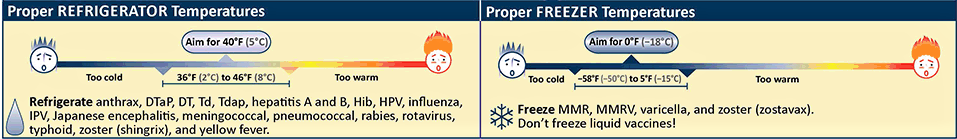 Proper REFRIGERATOR Temperatures
Aim for 40°F (5°C)
Too cold
36°F (2°C) to 46°F (8°C)
Too warm
Refrigerate anthrax, DTaP, DT, Td, Tdap, hepatitis A and B, Hib, HPV, influenza,
IPV, Japanese encephalitis, meningococcal, pneumococcal, rabies, rotavirus,
typhoid, zoster (shingrix), and yellow fever.
Proper FREEZER Temperatures
Aim for 0°F (−18°C)
Too cold
−58°F (−50°C) to 5°F (−15°C)
Too warm
Freeze MMR, MMRV, varicella, and zoster (zostavax).
Don’t freeze liquid vaccines!